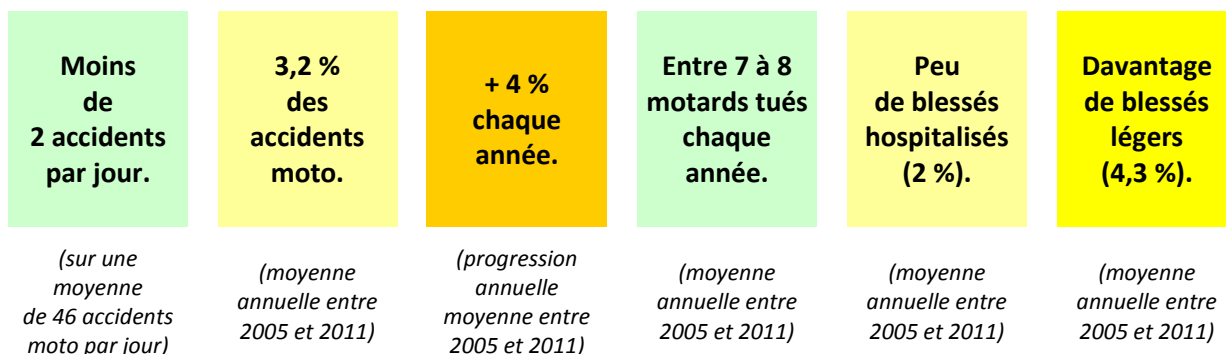 Moins
de
2 accidents
par jour.
(sur une
moyenne
de 46 accidents
moto par jour)
3,2 %
des
accidents
moto.
(moyenne
annuelle entre
2005 et 2011)
+ 4 %
chaque
année.
(progression
annuelle
moyenne entre
2005 et 2011)
Entre 7 à 8
motards tués
chaque
année.
(moyenne
annuelle entre
2005 et 2011)
Peu
de blessés
hospitalisés
(2 %).
(moyenne
annuelle entre
2005 et 2011)
Davantage
de blessés
légers
(4,3 %).
(moyenne
annuelle entre
2005 et 2011)